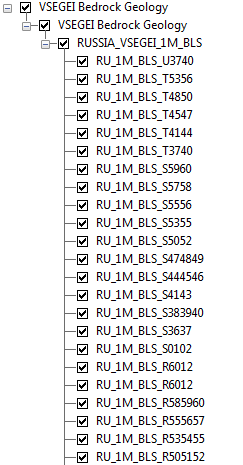 VSEGEI Bedrock Geology
VSEGEI Bedrock Geology
RUSSIA_VSEGEI_1M_BLS
RU_1M_BLS_U3740
RU_1M_BLS_T5356
RU_1M_BLS_T4850
RU_1M_BLS_T4547
RU_1M_BLS_T4144
RU_1M_BLS_T3740
RU_1M_BLS_S5960
RU_1M_BLS_S5758
RU_1M_BLS_S5556
RU_1M_BLS_S5355
RU_1M_BLS_S5052
RU_1M_BLS_S474849
RU_1M_BLS_S444546
RU_1M_BLS_S4143
RU_1M_BLS_S383940
RU_1M_BLS_S3637
RU_1M_BLS_S0102
RU_1M_BLS_R6012
RU_1M_BLS_R6012
RU_1M_BLS_R585960
RU_1M_BLS_R555657
RU_1M_BLS_R535455
RU_1M_BLS_R505152